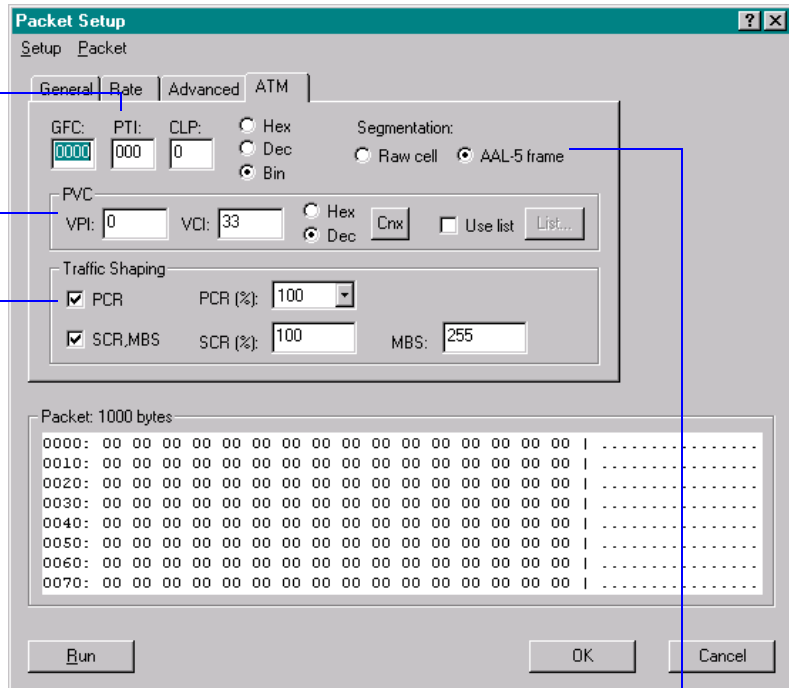 Packet Setup
Setup Packet
General Rate Advanced ATM
GFC: PTI: CLP: Hex Segmentation:
0000 000 0 Dec Raw cell AAL-5 frame
Bin
PVC
VPI: 0 VCI: 33 Hex Cnx Use list List...
Dec
Traffic Shaping
PCR PCR (%): 100
SCR,MBS SCR (%): 100 MBS: 255
Packet: 1000 bytes
0000: 00 00 00 00 00 00 00 00 00 00 00 00 00 00 00 00 | ................
0010: 00 00 00 00 00 00 00 00 00 00 00 00 00 00 00 00 | ................
0020: 00 00 00 00 00 00 00 00 00 00 00 00 00 00 00 00 | ................
0030: 00 00 00 00 00 00 00 00 00 00 00 00 00 00 00 00 | ................
0040: 00 00 00 00 00 00 00 00 00 00 00 00 00 00 00 00 | ................
0050: 00 00 00 00 00 00 00 00 00 00 00 00 00 00 00 00 | ................
0060: 00 00 00 00 00 00 00 00 00 00 00 00 00 00 00 00 | ................
0070: 00 00 00 00 00 00 00 00 00 00 00 00 00 00 00 00 | ................
Run OK Cancel